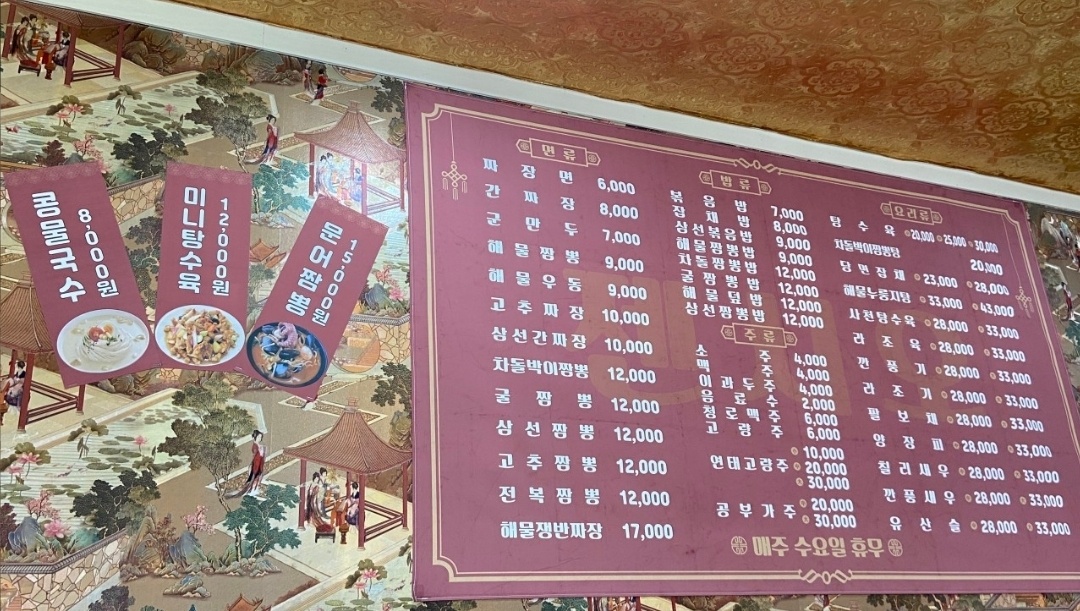 콩물국수
8,000원
미니탕수육
12,000원
문어짬뽕
15,000원
면류
짜장면 6,000
간짜장 8,000
군만두 7,000
해물짬뽕 9,000
해물우동 9,000
고추짜장 10,000
삼선간짜장 10,000
차돌박이짬뽕 12,000
굴짬뽕 12,000
삼선짬뽕 12,000
고추짬뽕 12,000
전복짬뽕 12,000
해물쟁반짜장 17,000
밥류
볶음밥 7,000
잡채밥 8,000
삼선볶음밥 9,000
해물짬뽕밥 9,000
차돌짬뽕밥 12,000
굴짬뽕밥 12,000
해물덮밥 12,000
삼선짬뽕밥 12,000
주류
소주 4,000
맥주 4,000
이과두주 4,000
음료수 2,000
청로맥주 6,000
고량주 6,000
연태고량주 10,000
20,000
30,000
공부가주 20,000
30,000
요리류
탕수육 20,000 25,000 30,000
차돌박이짬뽕탕 20,000
당면잡채 23,000 28,000
해물누룽지탕 33,000 43,000
사천탕수육 28,000 33,000
라조육 28,000 33,000
깐풍기 28,000 33,000
라조기 28,000 33,000
팔보채 28,000 33,000
양장피 28,000 33,000
칠리새우 28,000 33,000
깐풍새우 28,000 33,000
유산슬 28,000 33,000
매주 수요일 휴무